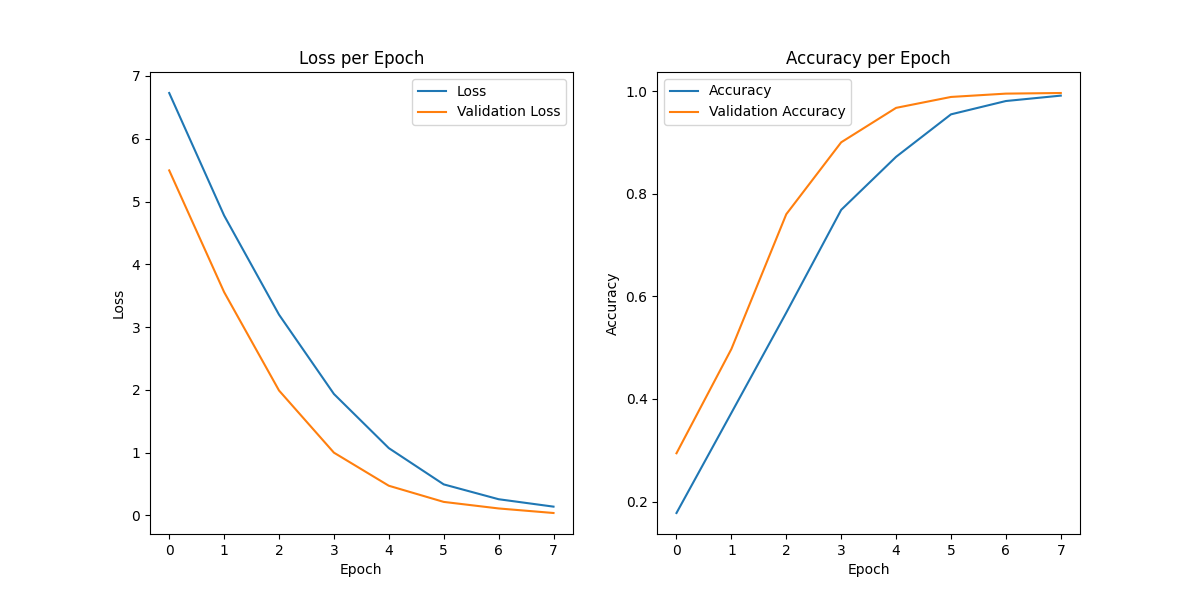 Loss per Epoch
7
6
5
4
3
2
1
0
Loss
Loss
Validation Loss
0 1 2 3 4 5 6 7
Epoch
Accuracy per Epoch
1.0
0.8
0.6
0.4
0.2
Accuracy
Accuracy
Validation Accuracy
0 1 2 3 4 5 6 7
Epoch